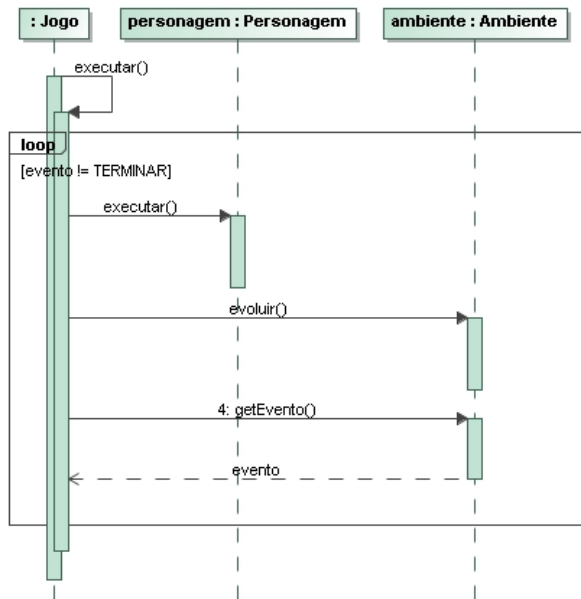 : Jogo
personagem : Personagem
ambiente : Ambiente
executar()
loop
[evento != TERMINAR]
executar()
evoluir()
4: getEvento()
evento